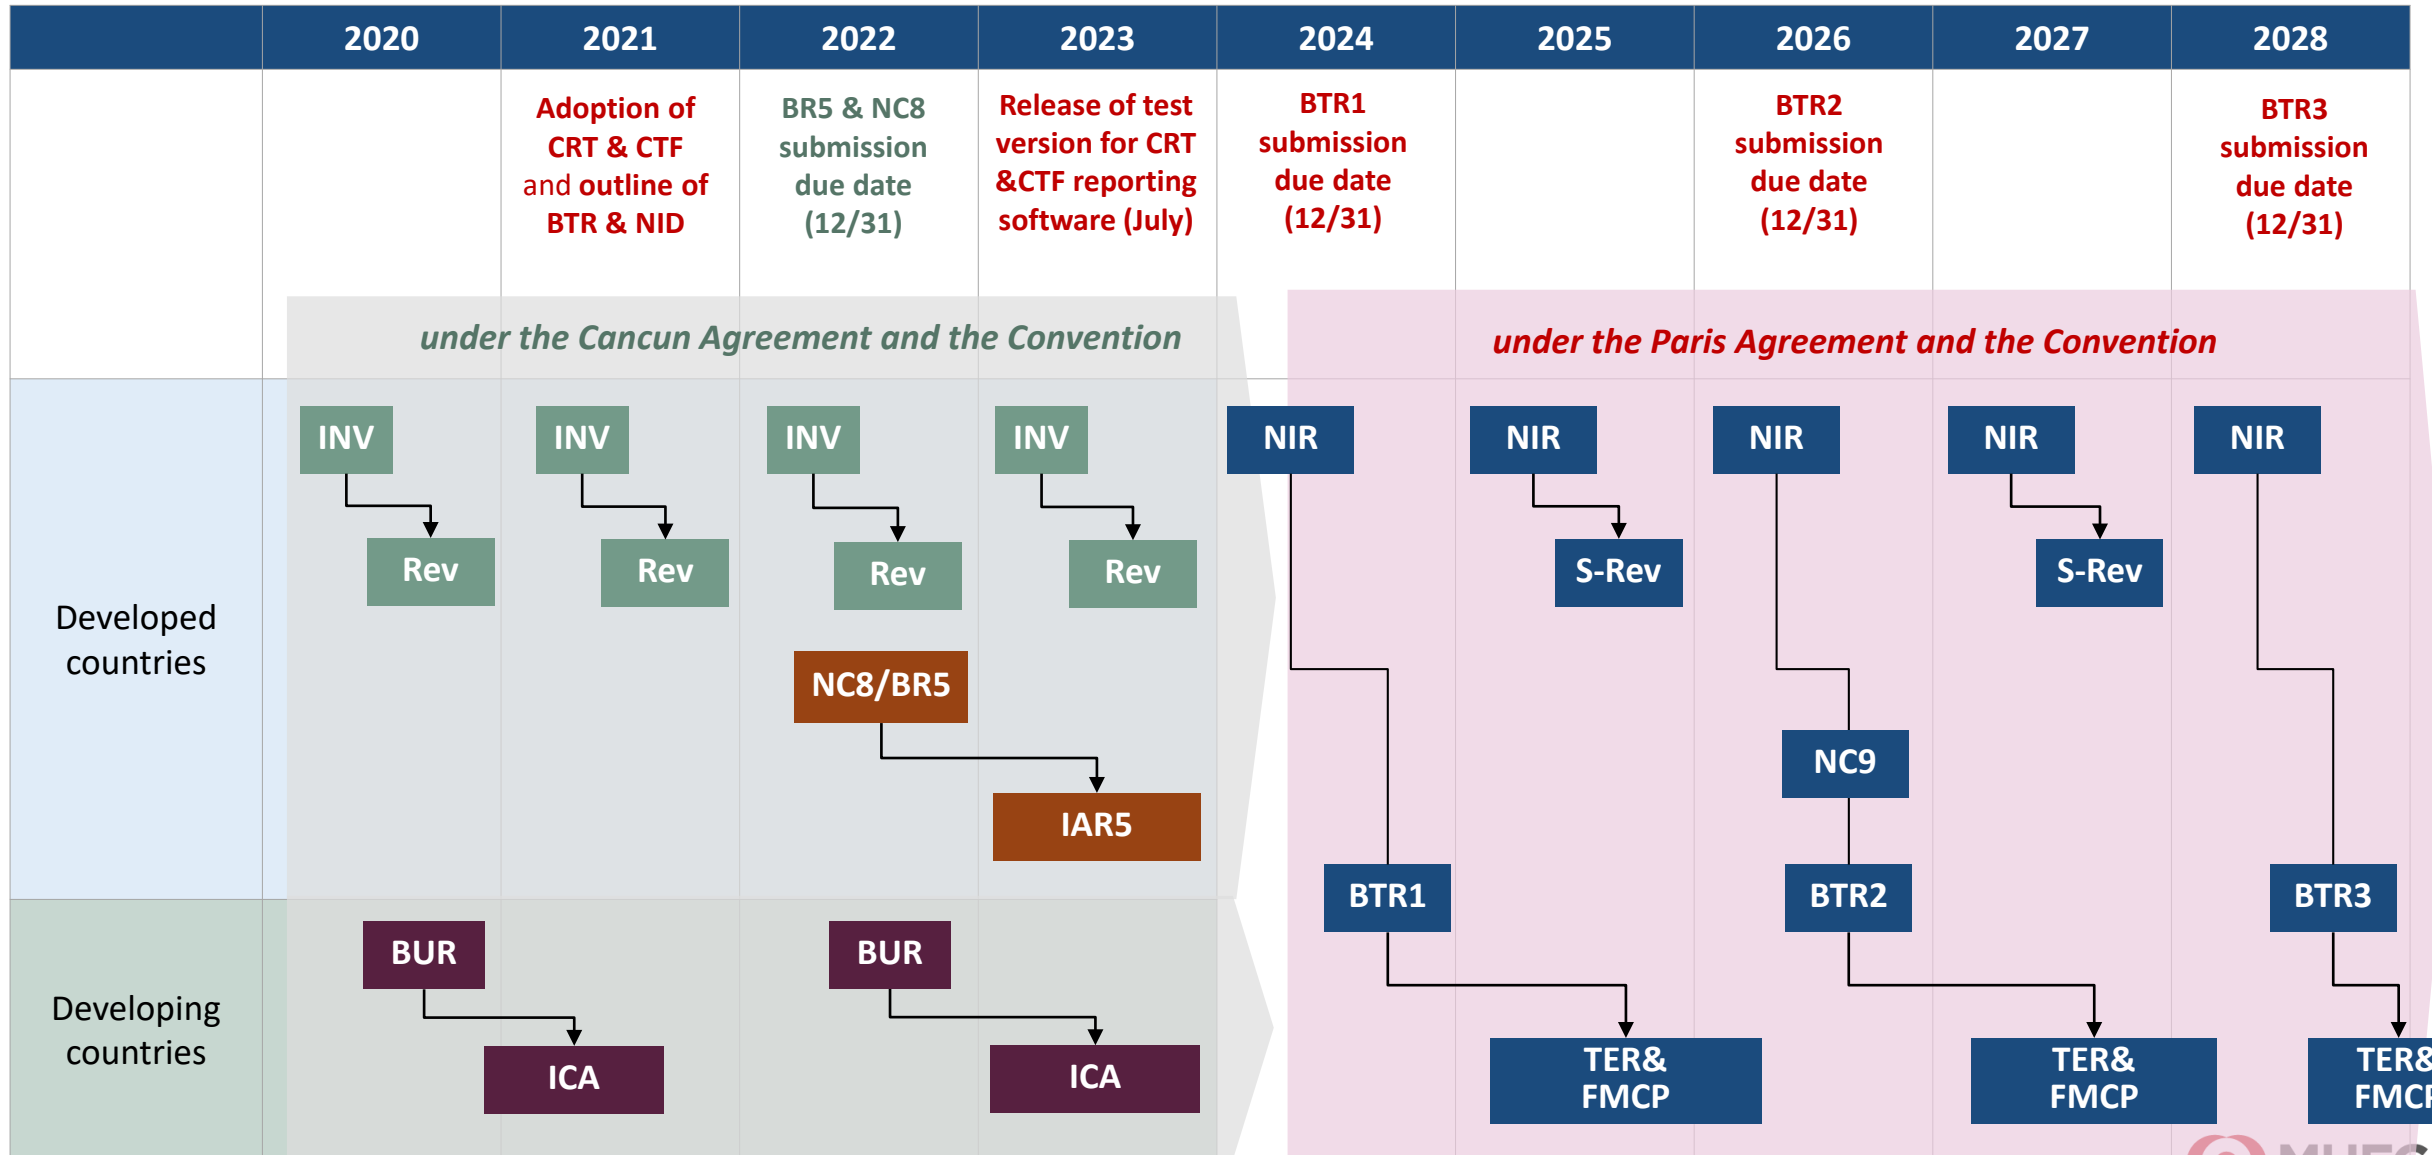 2020 2021 2022 2023 2024 2025 2026 2027 2028
Adoption of
CRT & CTF
and outline of
BTR & NID
BR5 & NC8
submission
due date
(12/31)
Release of test
version for CRT
&CTF reporting
software (July)
BTR1
submission
due date
(12/31)
BTR2
submission
due date
(12/31)
BTR3
submission
due date
(12/31)
under the Cancun Agreement and the Convention
under the Paris Agreement and the Convention
Developed
countries
INV INV INV INV NIR NIR NIR NIR NIR
Rev Rev Rev Rev S-Rev S-Rev
NC8/BR5
NC9
IAR5
BTR1 BTR2 BTR3
Developing
countries
BUR BUR
ICA ICA
TER&
FMCP
TER&
FMCP
TER&
FMCP